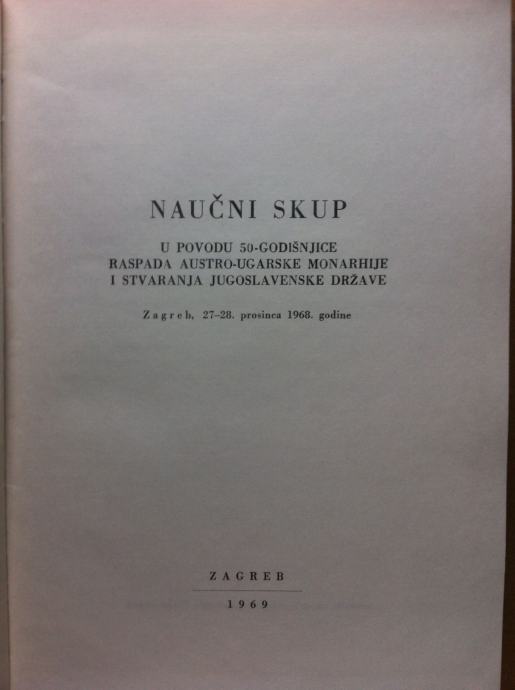 NAUČNI SKUP
U POVODU 50-GODIŠNJICE
RASPADA AUSTRO-UGARSKE MONARHIJE
I STVARANJA JUGOSLAVENSKE DRŽAVE
Zagreb, 27–28. prosinca 1968. godine
ZAGREB
1969